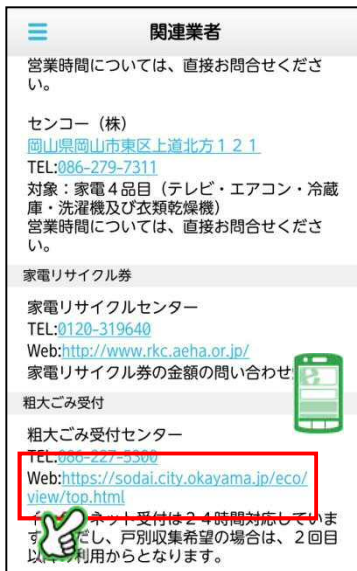 関連業者
営業時間については、直接お問合せくださ
い。
センコー（株）
岡山県岡山市東区上道北方１２１
TEL:086-279-7311
対象：家電４品目（テレビ・エアコン・冷蔵
庫・洗濯機及び衣類乾燥機）
営業時間については、直接お問合せくださ
い。
家電リサイクル券
家電リサイクルセンター
TEL:0120-319640
Web:http://www.rkc.aeha.or.jp/
家電リサイクル券の金額の問い合わせ
粗大ごみ受付
粗大ごみ受付センター
TEL:086-227-5300
Web:https://sodai.city.okayama.jp/eco/
view/top.html
ネット受付は２４時間対応していま
す だし、戸別収集希望の場合は、２回目
以 利用からとなります。